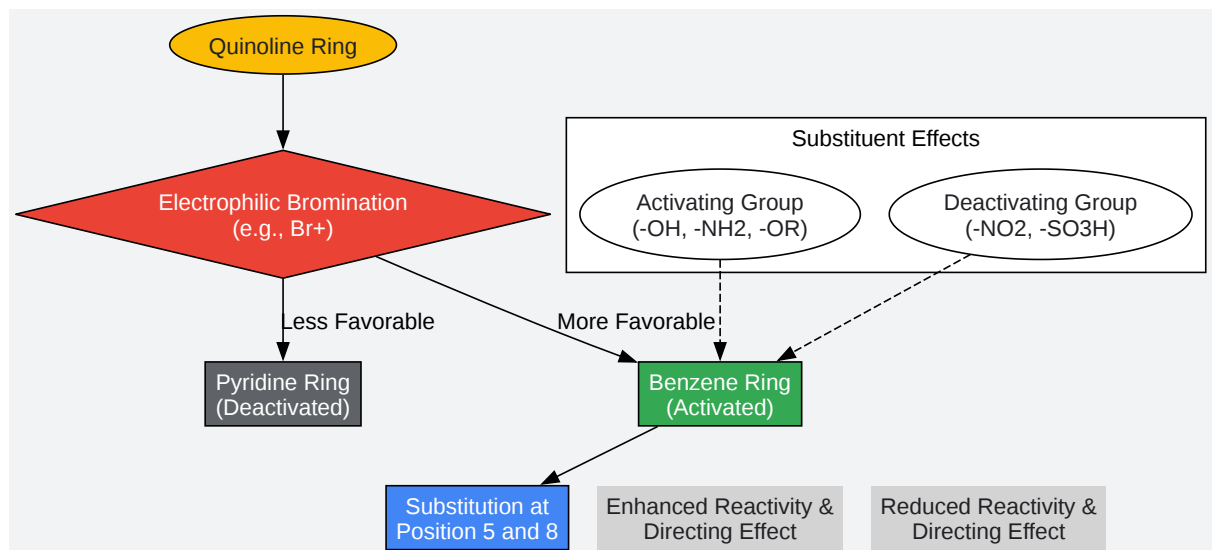 Quinoline Ring
Substituent Effects
Electrophilic Bromination
(e.g., Br+)
Activating Group
(-OH, -NH2, -OR)
Deactivating Group
(-NO2, -SO3H)
Less Favorable
More Favorable
Pyridine Ring
(Deactivated)
Benzene Ring
(Activated)
Substitution at
Position 5 and 8
Enhanced Reactivity &
Directing Effect
Reduced Reactivity &
Directing Effect